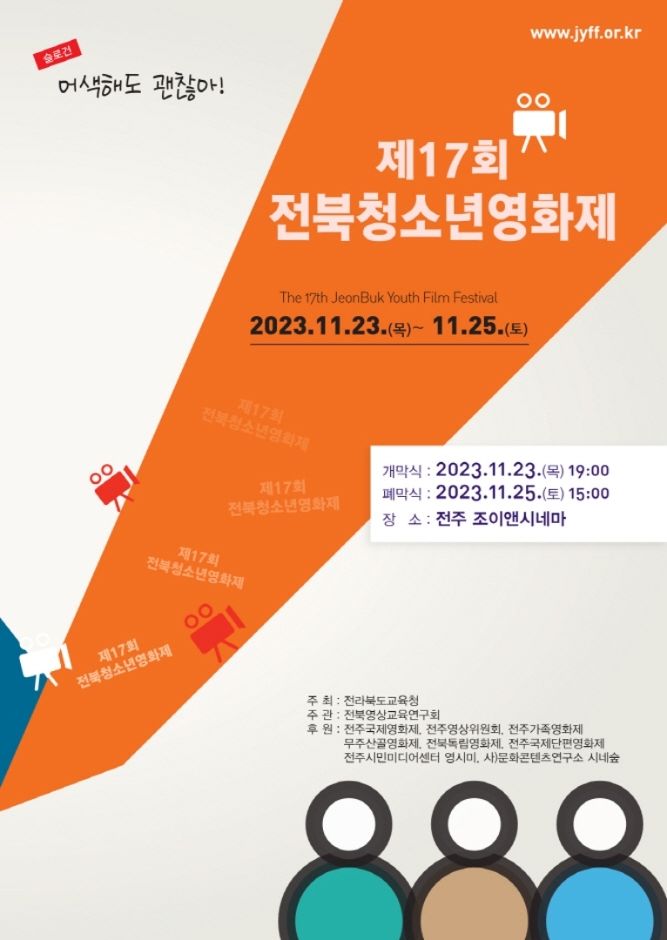 www.jyff.or.kr
슬로건
어색해도 괜찮아!
제17회
전북청소년영화제
The 17th JeonBuk Youth Film Festival
2023.11.23.(목)~ 11.25.(토)
제17회
전북청소년영화제
개막식 : 2023.11.23.(목) 19:00
폐막식 : 2023.11.25.(토) 15:00
장 소 : 전주 조이앤시네마
제17회
전북청소년영화제
제17회
전북청소년영화제
제17회
전북청소년영화제
주 최 : 전라북도교육청
주 관 : 전북영상교육연구회
후 원 : 전주국제영화제, 전주영상위원회, 전주가족영화제
무주산골영화제, 전북독립영화제, 전주국제단편영화제
전주시민미디어센터 영시미, 사)문화콘텐츠연구소 시네숲